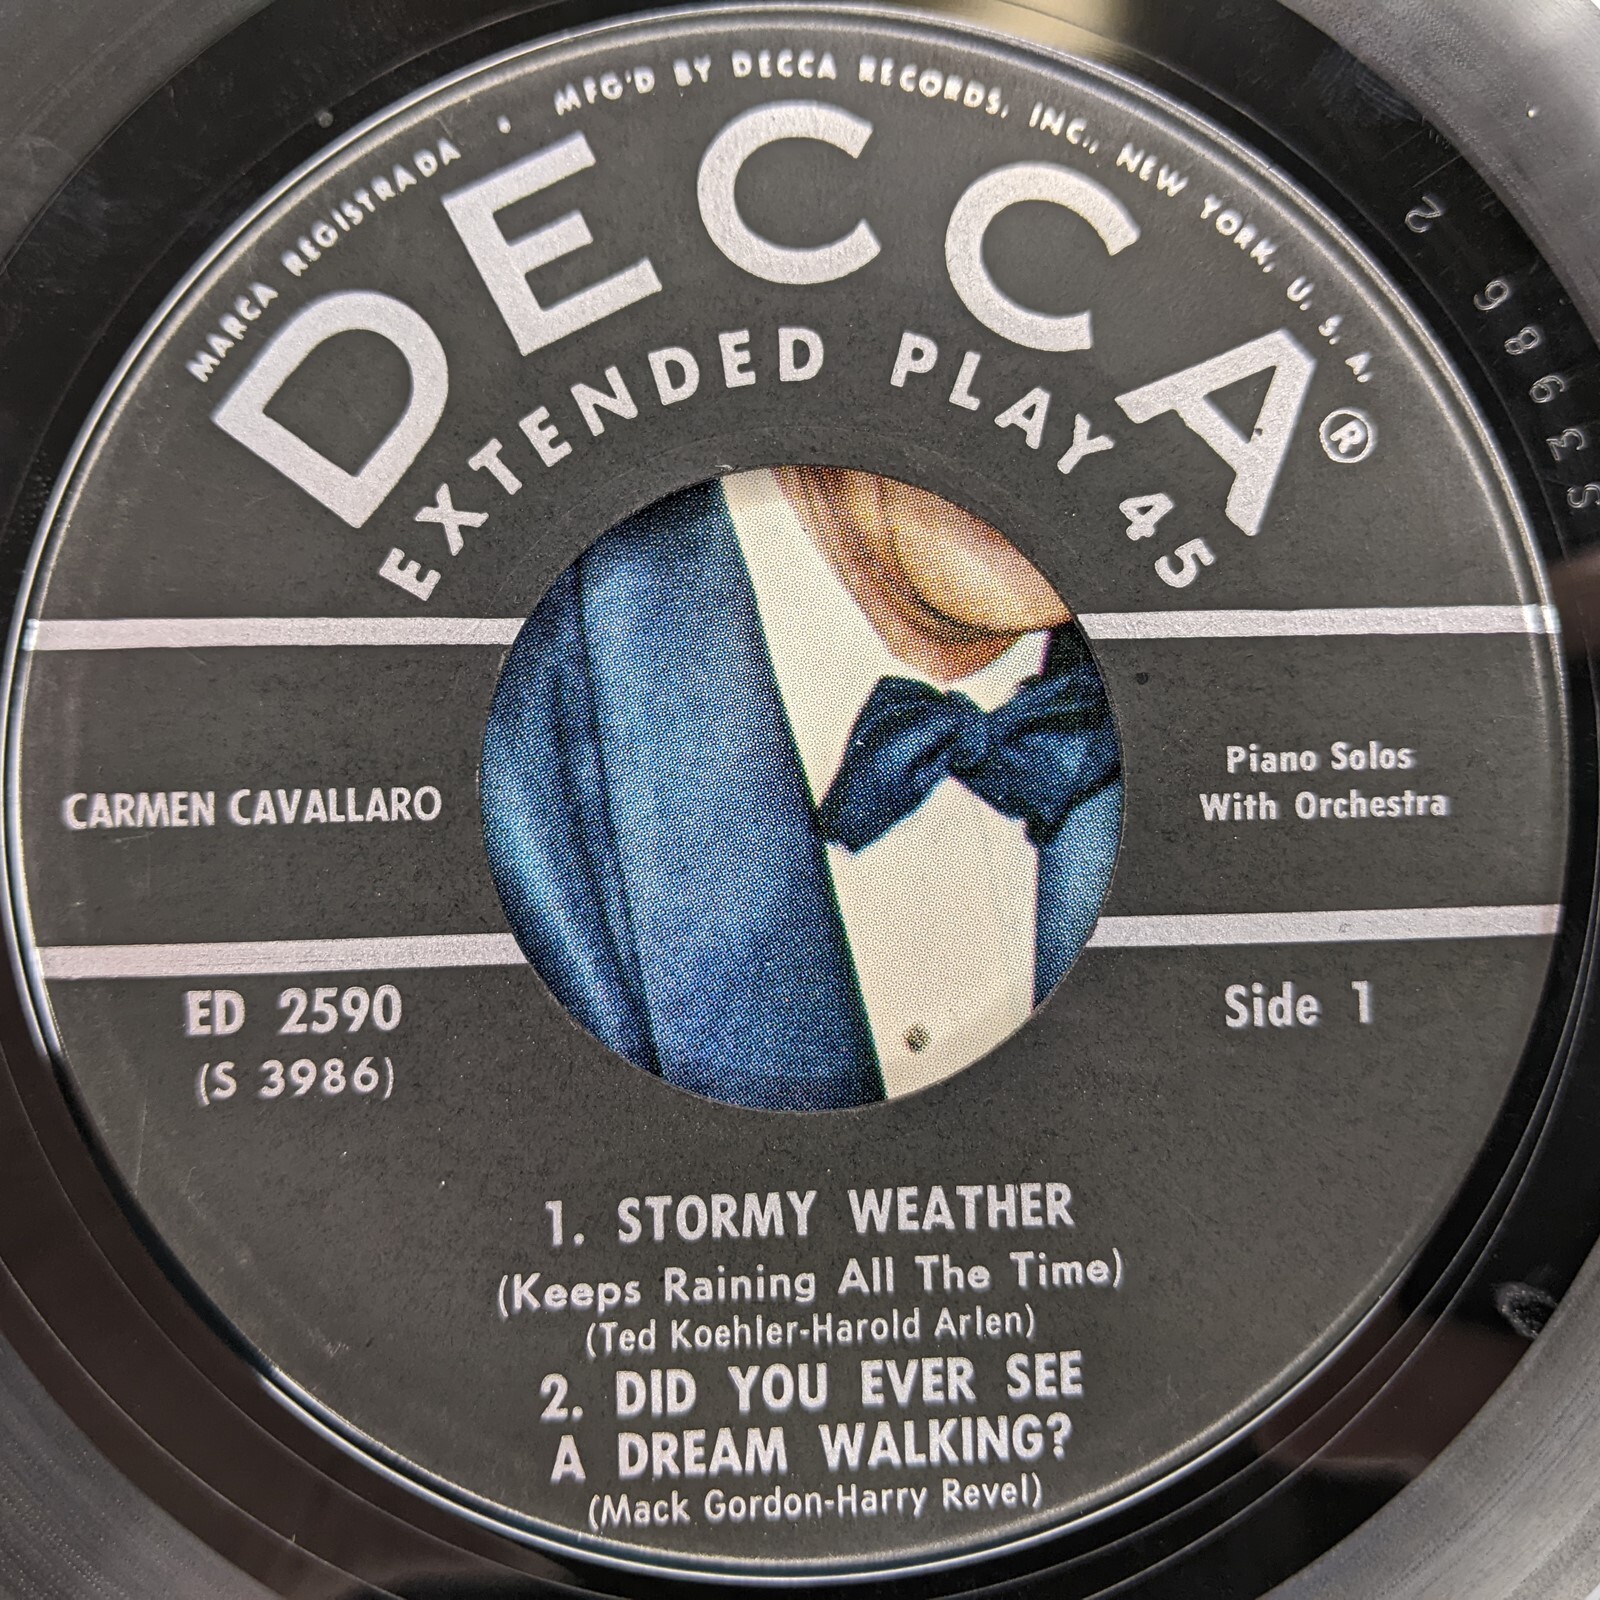 MARCA REGISTRADA • MFG'D BY DECCA RECORDS, INC., NEW YORK, U. S. A.
DECCA ®
EXTENDED PLAY 45
CARMEN CAVALLARO
Piano Solos
With Orchestra
ED 2590
(S 3986)
Side 1
1. STORMY WEATHER
(Keeps Raining All The Time)
(Ted Koehler-Harold Arlen)
2. DID YOU EVER SEE
A DREAM WALKING?
(Mack Gordon-Harry Revel)
S 3986 2